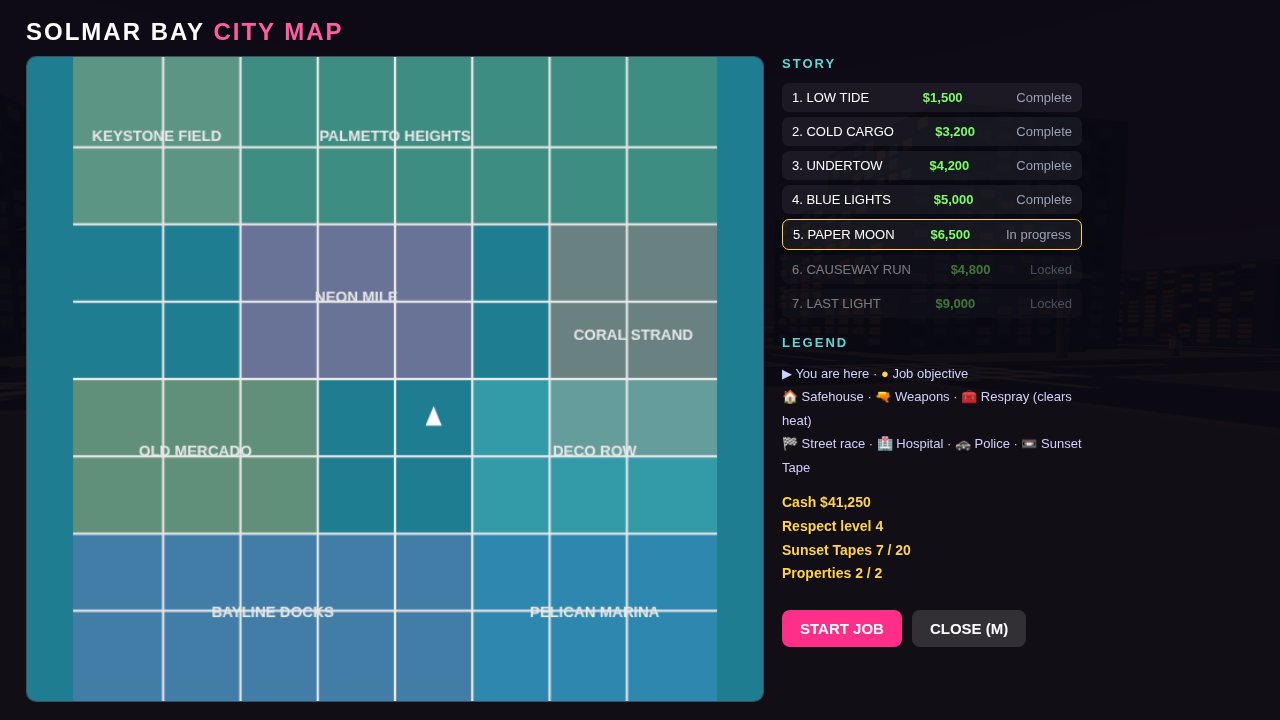 SOLMAR BAY CITY MAP
KEYSTONE FIELD
PALMETTO HEIGHTS
NEON MILE
CORAL STRAND
OLD MERCADO
DECO ROW
BAYLINE DOCKS
PELICAN MARINA
STORY
1. LOW TIDE $1,500 Complete
2. COLD CARGO $3,200 Complete
3. UNDERTOW $4,200 Complete
4. BLUE LIGHTS $5,000 Complete
5. PAPER MOON $6,500 In progress
6. CAUSEWAY RUN $4,800 Locked
7. LAST LIGHT $9,000 Locked
LEGEND
▶ You are here · ● Job objective
🏠 Safehouse · 🔫 Weapons · 🧰 Respray (clears
heat)
🏁 Street race · 🏥 Hospital · 🚓 Police · 📼 Sunset
Tape
Cash $41,250
Respect level 4
Sunset Tapes 7 / 20
Properties 2 / 2
START JOB
CLOSE (M)